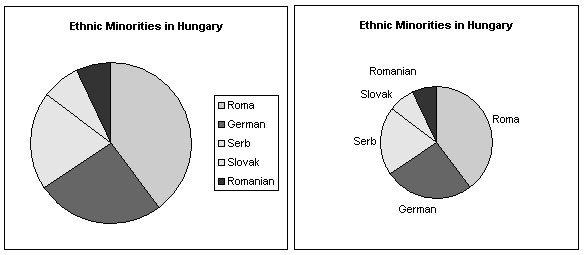 Ethnic Minorities in Hungary
Roma
German
Serb
Slovak
Romanian
Ethnic Minorities in Hungary
Romanian
Slovak
Roma
Serb
German